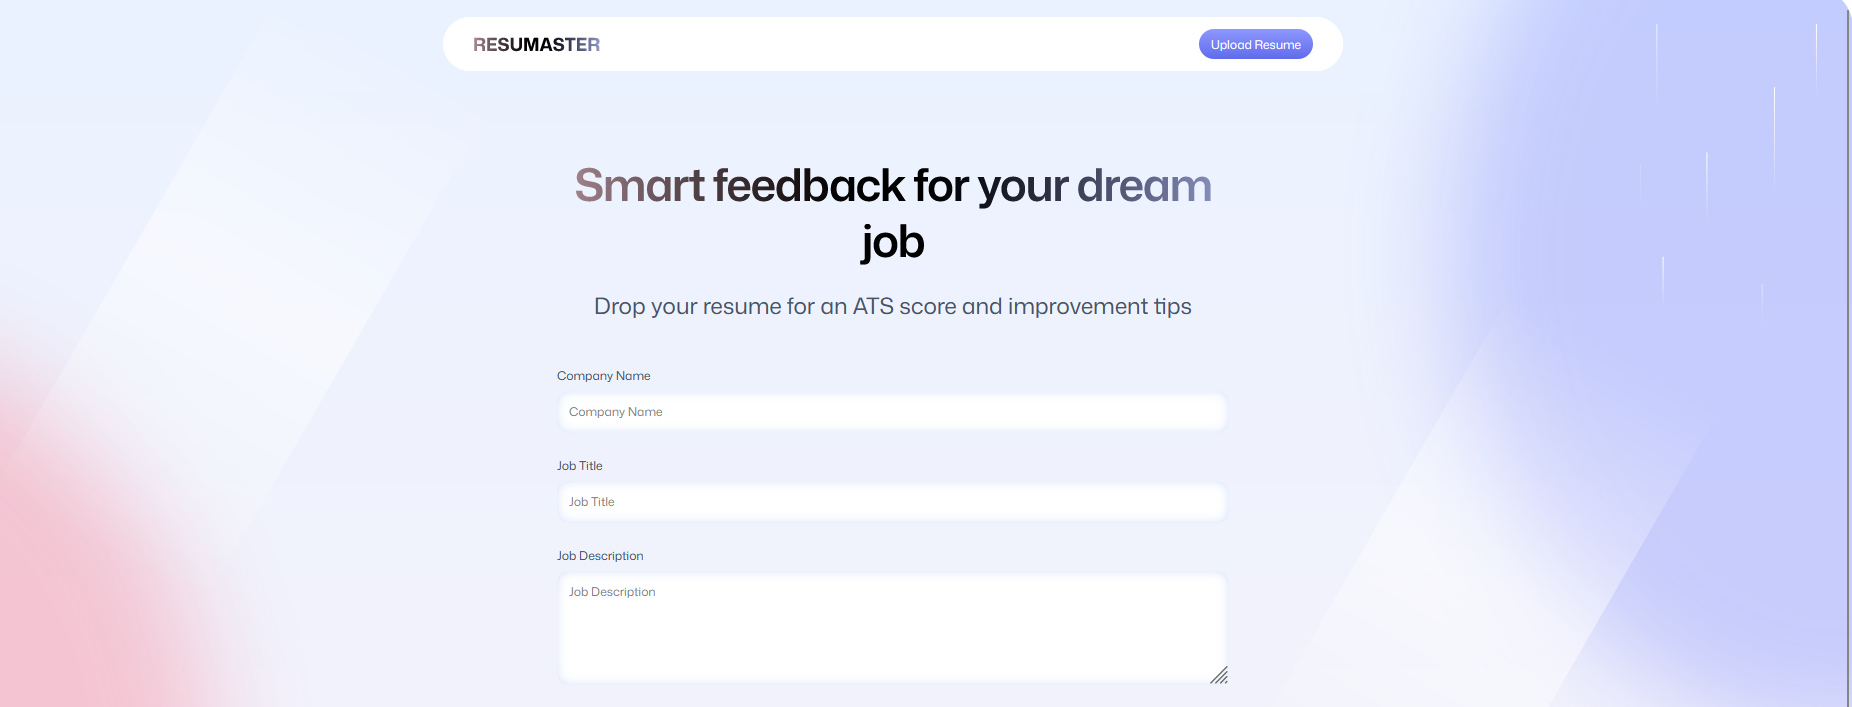 RESUMASTER
Upload Resume
Smart feedback for your dream
job
Drop your resume for an ATS score and improvement tips
Company Name
Company Name
Job Title
Job Title
Job Description
Job Description